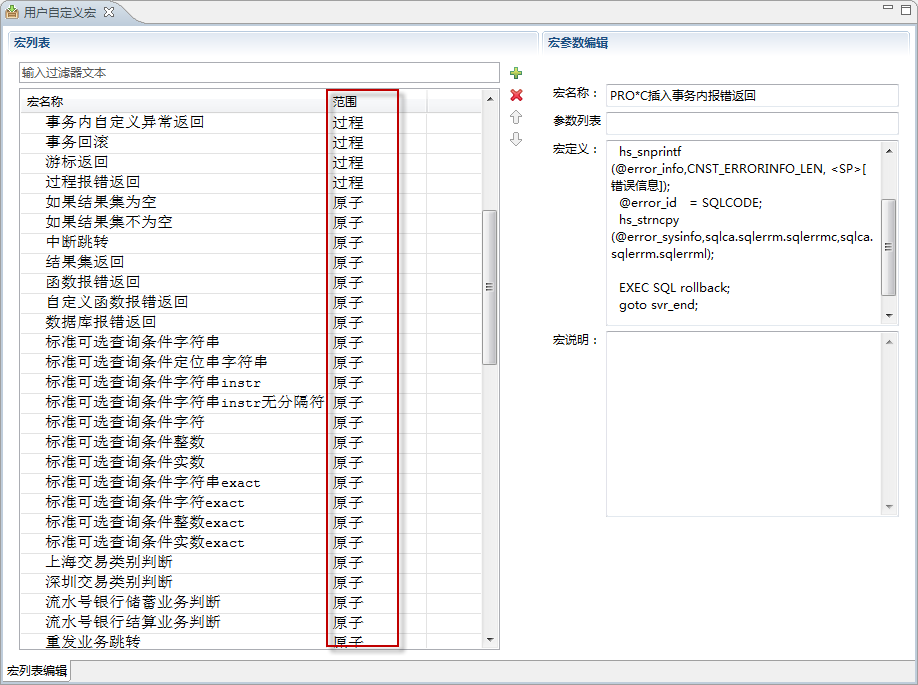 用户自定义宏
宏列表
输入过滤器文本
宏名称 范围
事务内自定义异常返回 过程
事务回滚 过程
游标返回 过程
过程报错返回 过程
如果结果集为空 原子
如果结果集不为空 原子
中断跳转 原子
结果集返回 原子
函数报错返回 原子
自定义函数报错返回 原子
数据库报错返回 原子
标准可选查询条件字符串 原子
标准可选查询条件定位串字符串 原子
标准可选查询条件字符串instr 原子
标准可选查询条件字符串instr无分隔符 原子
标准可选查询条件字符 原子
标准可选查询条件整数 原子
标准可选查询条件实数 原子
标准可选查询条件字符串exact 原子
标准可选查询条件字符exact 原子
标准可选查询条件整数exact 原子
标准可选查询条件实数exact 原子
上海交易类别判断 原子
深圳交易类别判断 原子
流水号银行储蓄业务判断 原子
流水号银行结算业务判断 原子
重发业务跳转 原子
宏列表编辑
宏参数编辑
宏名称： PRO*C插入事务内报错返回
参数列表
宏定义：
hs_snprintf
(@error_info,CNST_ERRORINFO_LEN, <SP>[
错误信息]);
@error_id = SQLCODE;
hs_strncpy
(@error_sysinfo,sqlca.sqlerrm.sqlerrmc,sqlca.
sqlerrm.sqlerrml);
EXEC SQL rollback;
goto svr_end;
宏说明：